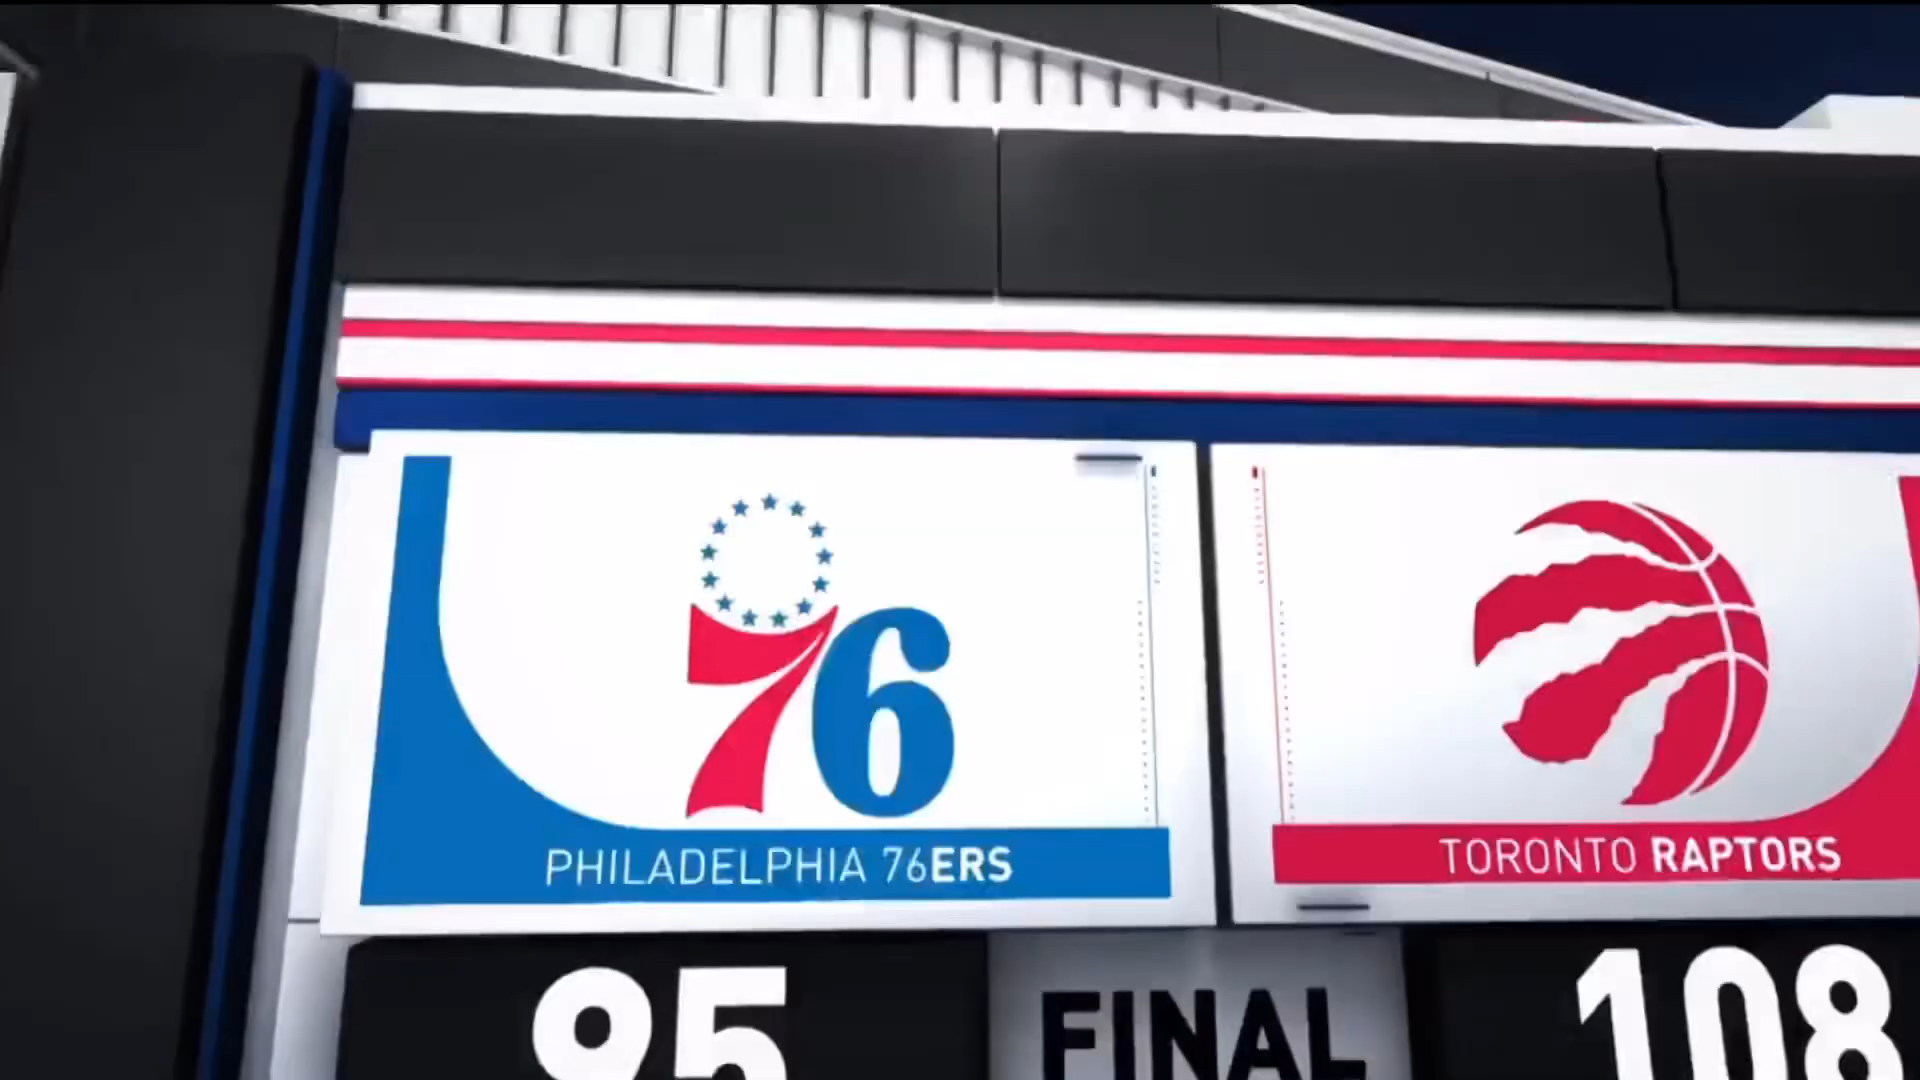 76
PHILADELPHIA 76ERS
TORONTO RAPTORS
95
FINAL
108